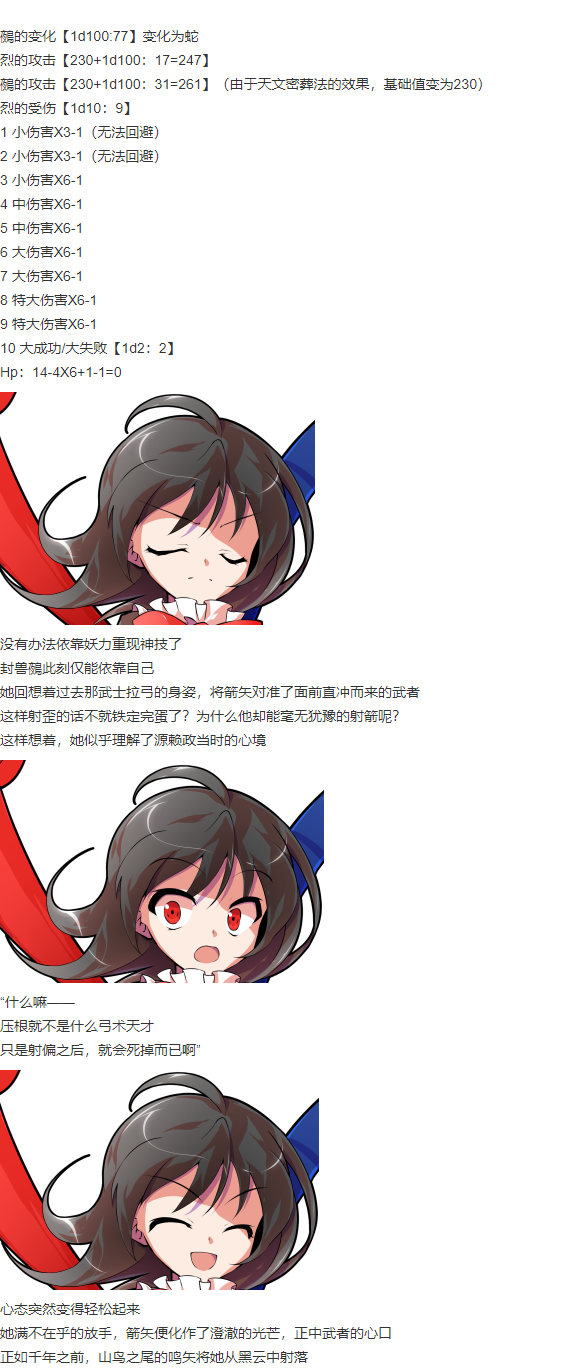 鵺的变化【1d100:77】变化为蛇
烈的攻击【230+1d100：17=247】
鵺的攻击【230+1d100：31=261】（由于天文密葬法的效果，基础值变为230）
烈的受伤【1d10：9】
1 小伤害X3-1（无法回避）
2 小伤害X3-1（无法回避）
3 小伤害X6-1
4 中伤害X6-1
5 中伤害X6-1
6 大伤害X6-1
7 大伤害X6-1
8 特大伤害X6-1
9 特大伤害X6-1
10 大成功/大失败【1d2：2】
Hp：14-4X6+1-1=0
没有办法依靠妖力重现神技了
封兽鵺此刻仅能依靠自己
她回想着过去那武士拉弓的身姿，将箭矢对准了面前直冲而来的武者
这样射歪的话不就铁定完蛋了？为什么他却能毫无犹豫的射箭呢？
这样想着，她似乎理解了源赖政当时的心境
“什么嘛——
压根就不是什么弓术天才
只是射偏之后，就会死掉而已啊”
心态突然变得轻松起来
她满不在乎的放手，箭矢便化作了澄澈的光芒，正中武者的心口
正如千年之前，山鸟之尾的鸣矢将她从黑云中射落